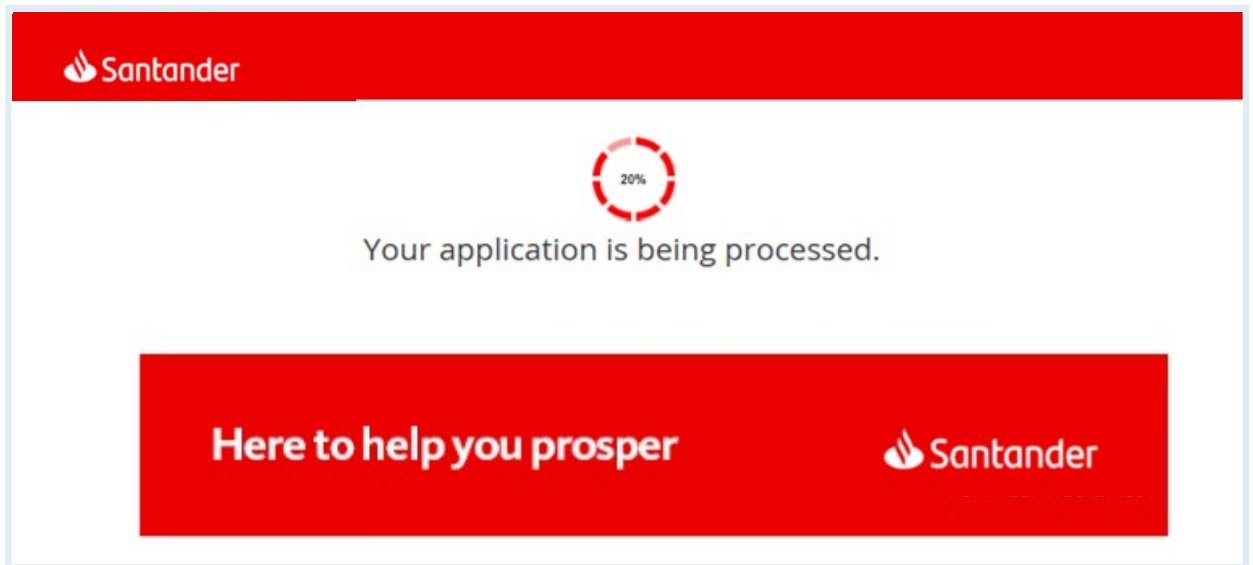 Santander
20%
Your application is being processed.
Here to help you prosper
Santander